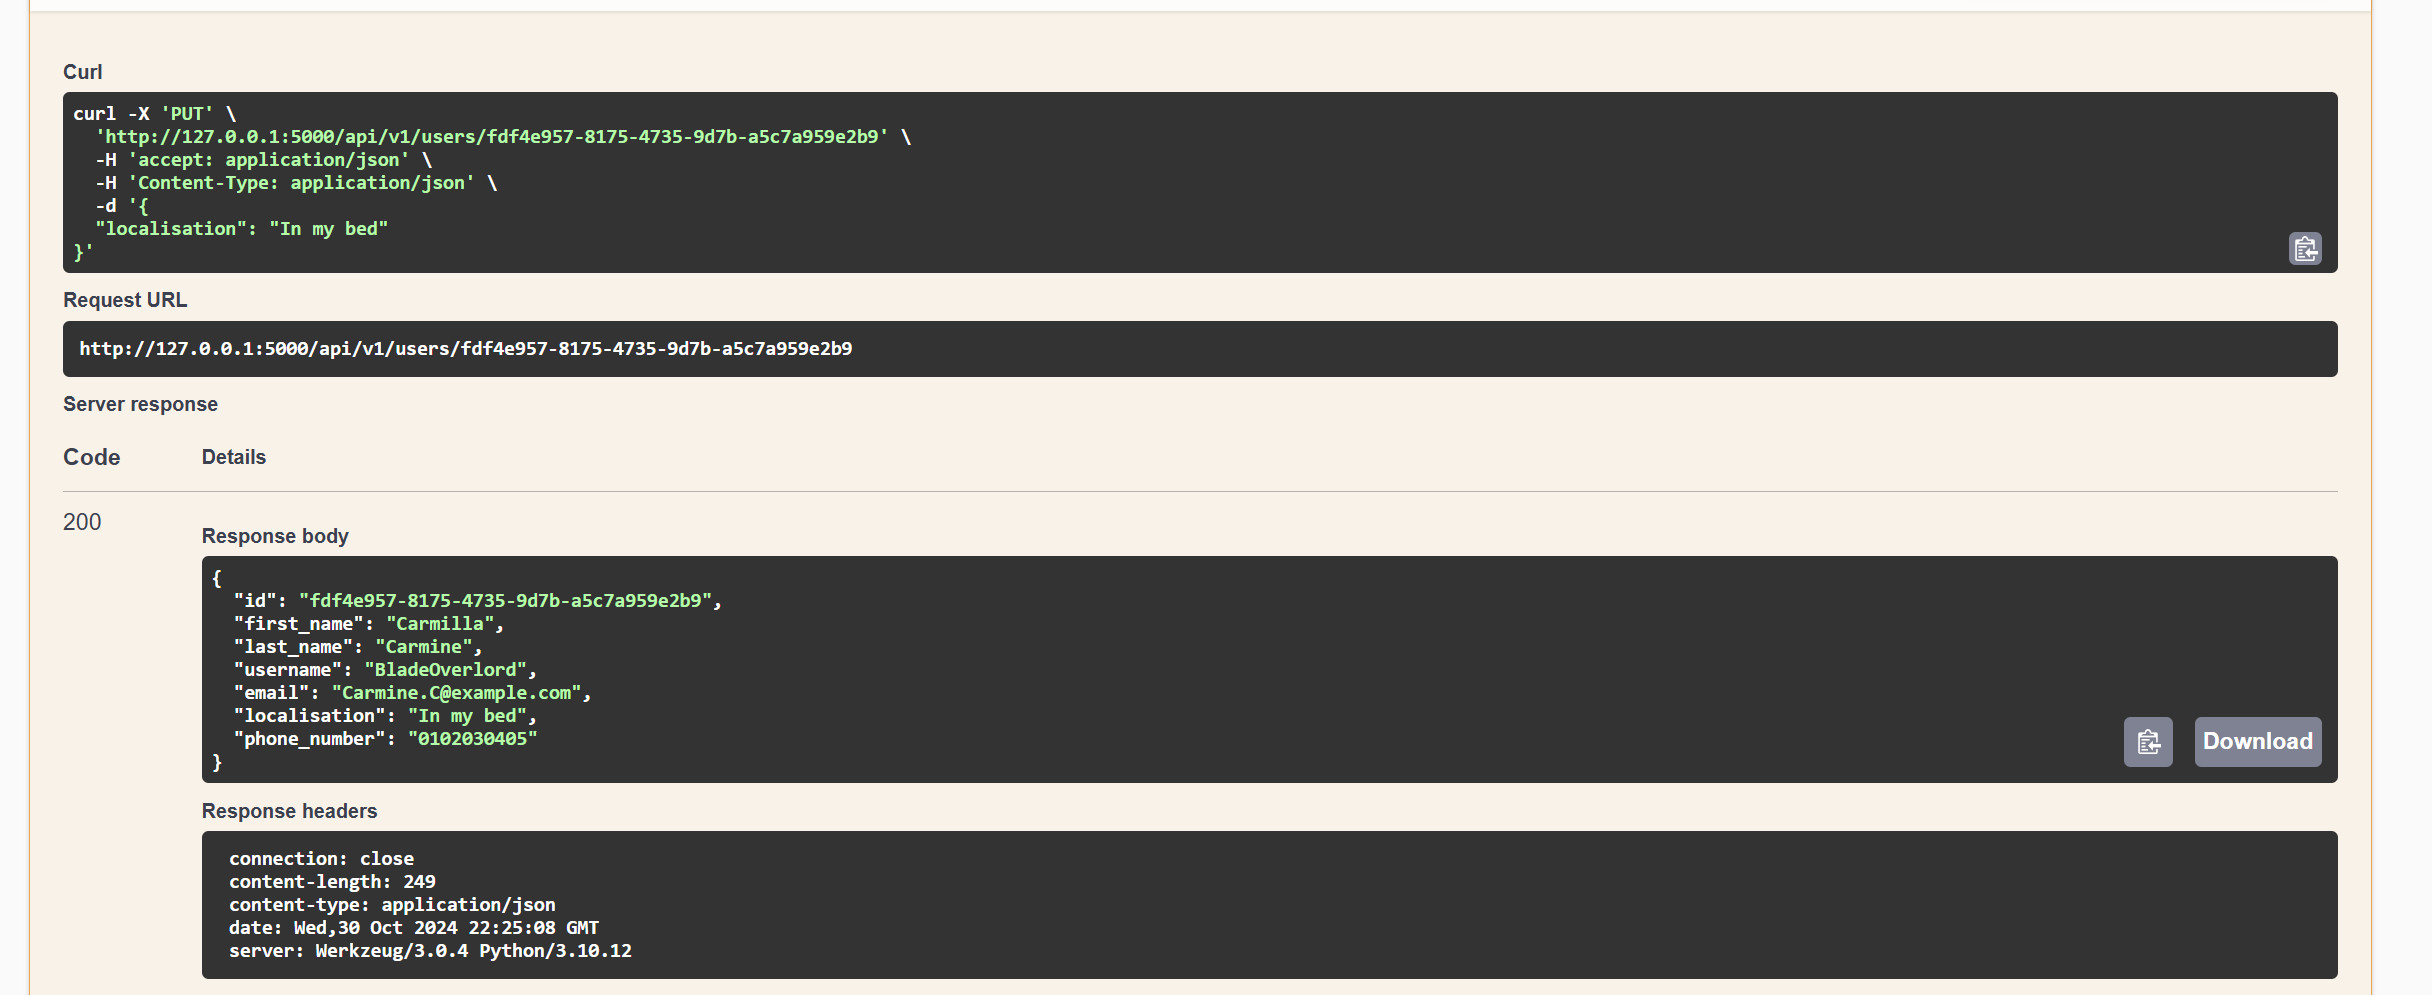 Curl
curl -X 'PUT' \
  'http://127.0.0.1:5000/api/v1/users/fdf4e957-8175-4735-9d7b-a5c7a959e2b9' \
  -H 'accept: application/json' \
  -H 'Content-Type: application/json' \
  -d '{
  "localisation": "In my bed"
}'
Request URL
http://127.0.0.1:5000/api/v1/users/fdf4e957-8175-4735-9d7b-a5c7a959e2b9
Server response
Code Details
200
Response body
{
  "id": "fdf4e957-8175-4735-9d7b-a5c7a959e2b9",
  "first_name": "Carmilla",
  "last_name": "Carmine",
  "username": "BladeOverlord",
  "email": "Carmine.C@example.com",
  "localisation": "In my bed",
  "phone_number": "0102030405"
}
Download
Response headers
connection: close
content-length: 249
content-type: application/json
date: Wed,30 Oct 2024 22:25:08 GMT
server: Werkzeug/3.0.4 Python/3.10.12